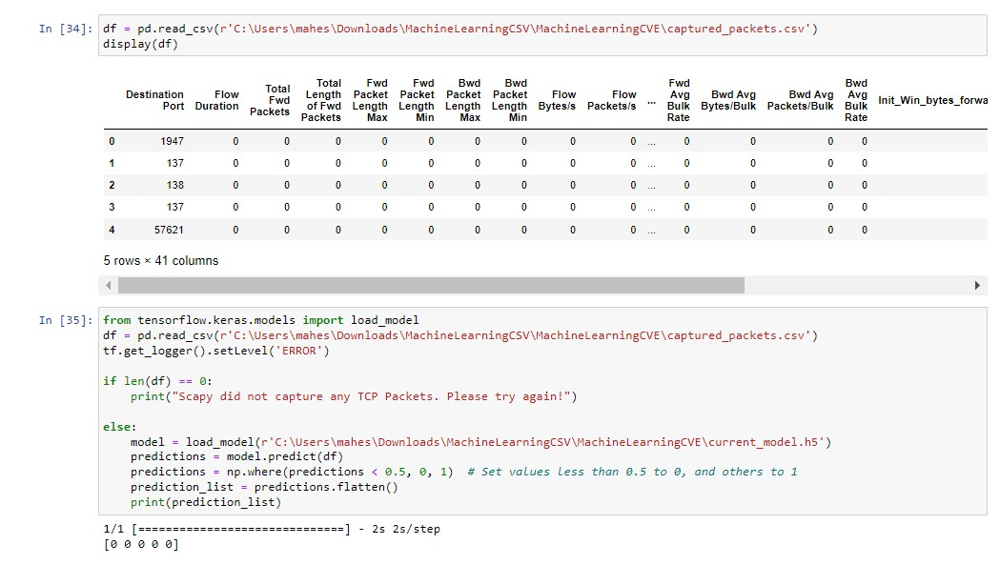 In [34]: df = pd.read_csv(r'C:\Users\mahes\Downloads\MachineLearningCSV\MachineLearningCVE\captured_packets.csv')
display(df)
Destination Port Flow Duration Total Fwd Packets Total Length of Fwd Packets Fwd Packet Length Max Fwd Packet Length Min Bwd Packet Length Max Bwd Packet Length Min Flow Bytes/s Flow Packets/s ... Fwd Avg Bulk Rate Bwd Avg Bytes/Bulk Bwd Avg Packets/Bulk Bwd Avg Bulk Rate Init_Win_bytes_forwa
0 1947 0 0 0 0 0 0 0 0 0 ... 0 0 0 0
1 137 0 0 0 0 0 0 0 0 0 ... 0 0 0 0
2 138 0 0 0 0 0 0 0 0 0 ... 0 0 0 0
3 137 0 0 0 0 0 0 0 0 0 ... 0 0 0 0
4 57621 0 0 0 0 0 0 0 0 0 ... 0 0 0 0
5 rows × 41 columns
In [35]: from tensorflow.keras.models import load_model
df = pd.read_csv(r'C:\Users\mahes\Downloads\MachineLearningCSV\MachineLearningCVE\captured_packets.csv')
tf.get_logger().setLevel('ERROR')
if len(df) == 0:
print("Scapy did not capture any TCP Packets. Please try again!")
else:
model = load_model(r'C:\Users\mahes\Downloads\MachineLearningCSV\MachineLearningCVE\current_model.h5')
predictions = model.predict(df)
predictions = np.where(predictions < 0.5, 0, 1)  # Set values less than 0.5 to 0, and others to 1
prediction_list = predictions.flatten()
print(prediction_list)
1/1 [==============================] - 2s 2s/step
[0 0 0 0 0]